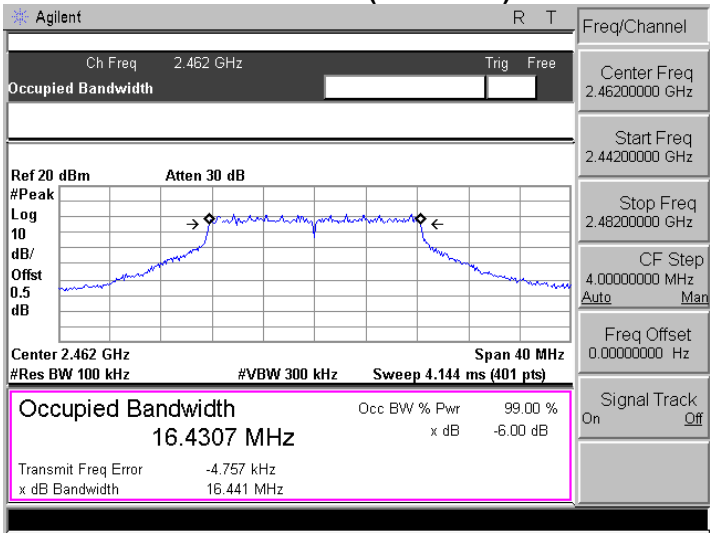 Agilent R T
Ch Freq 2.462 GHz Trig Free
Occupied Bandwidth
Ref 20 dBm Atten 30 dB
#Peak
Log
10
dB/
Offst
0.5
dB
Center 2.462 GHz Span 40 MHz
#Res BW 100 kHz #VBW 300 kHz Sweep 4.144 ms (401 pts)
Occupied Bandwidth
16.4307 MHz
Occ BW % Pwr 99.00 %
x dB -6.00 dB
Transmit Freq Error -4.757 kHz
x dB Bandwidth 16.441 MHz
Freq/Channel
Center Freq
2.46200000 GHz
Start Freq
2.44200000 GHz
Stop Freq
2.48200000 GHz
CF Step
4.00000000 MHz
Auto Man
Freq Offset
0.00000000 Hz
Signal Track
On Off